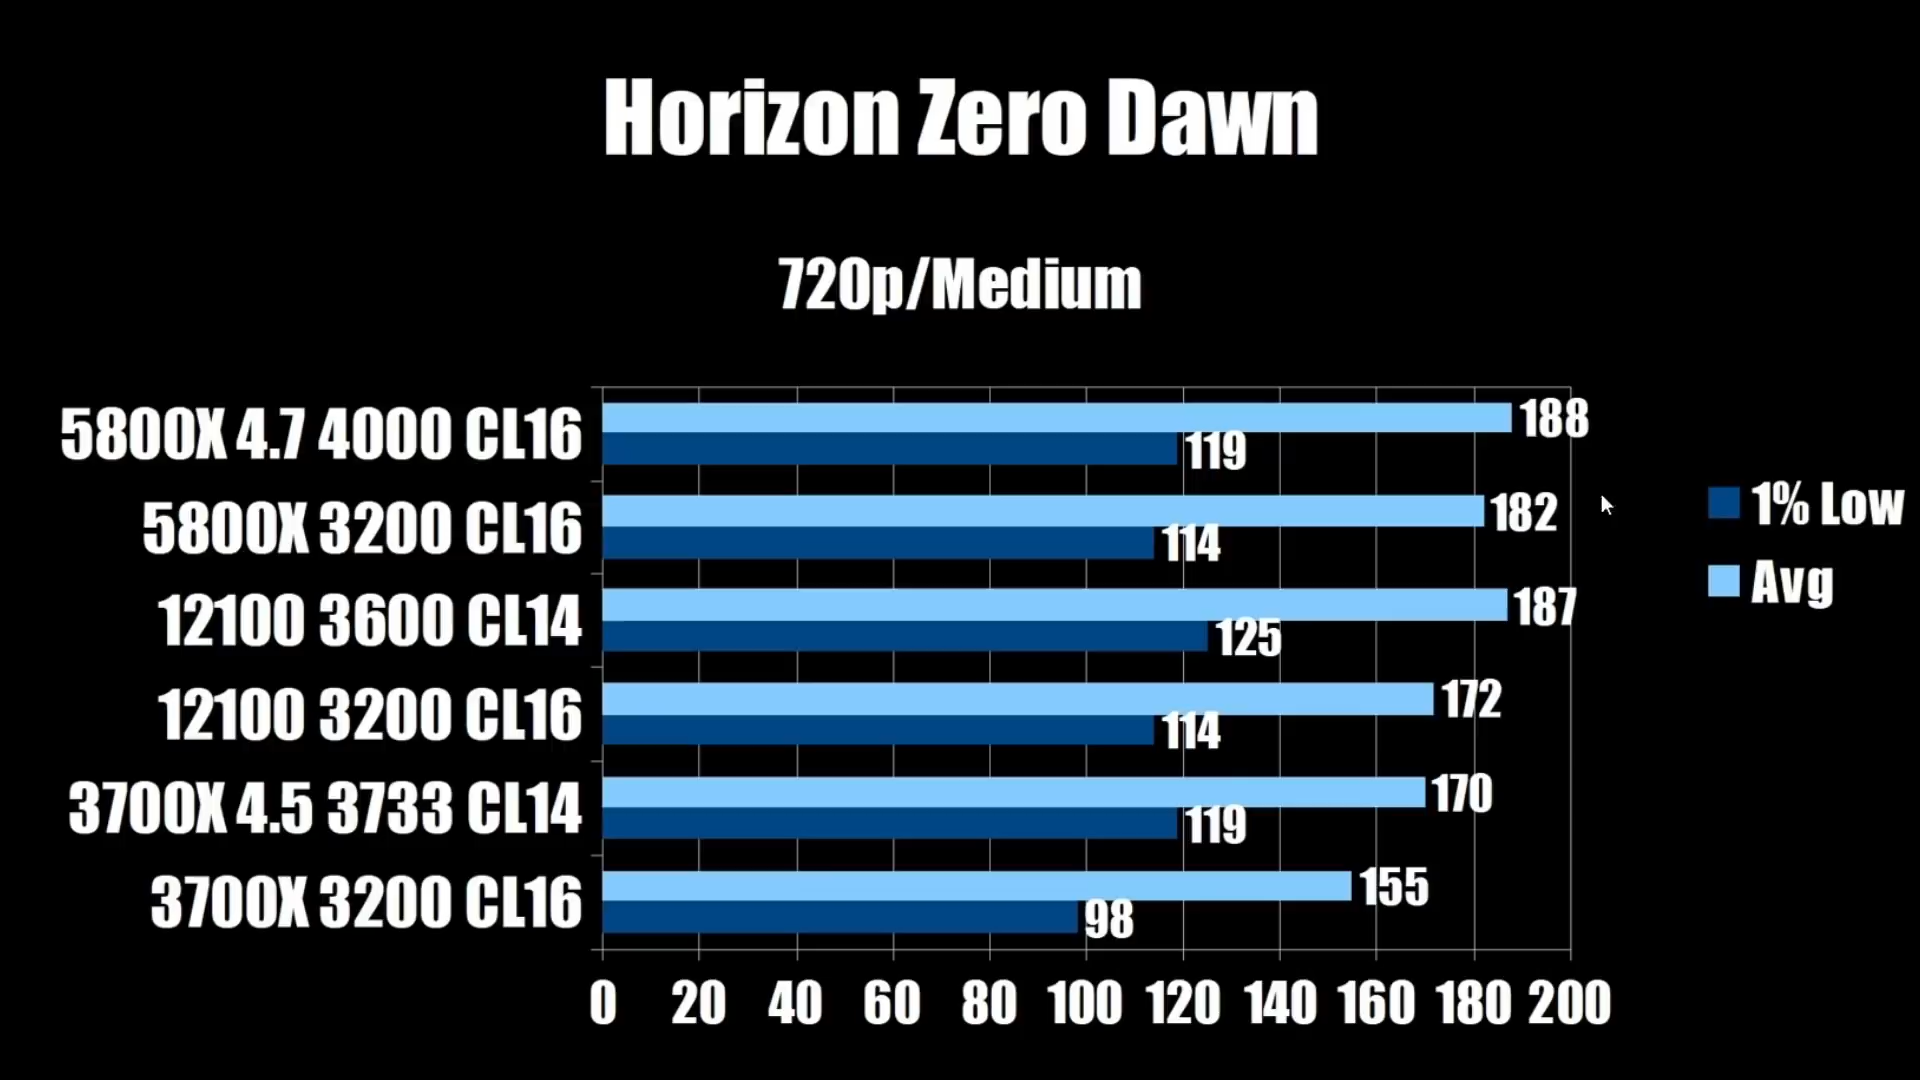 Horizon Zero Dawn
720p/Medium
5800X 4.7 4000 CL16
188
119
5800X 3200 CL16
182
114
12100 3600 CL14
187
125
12100 3200 CL16
172
114
3700X 4.5 3733 CL14
170
119
3700X 3200 CL16
155
98
0 20 40 60 80 100 120 140 160 180 200
1% Low
Avg